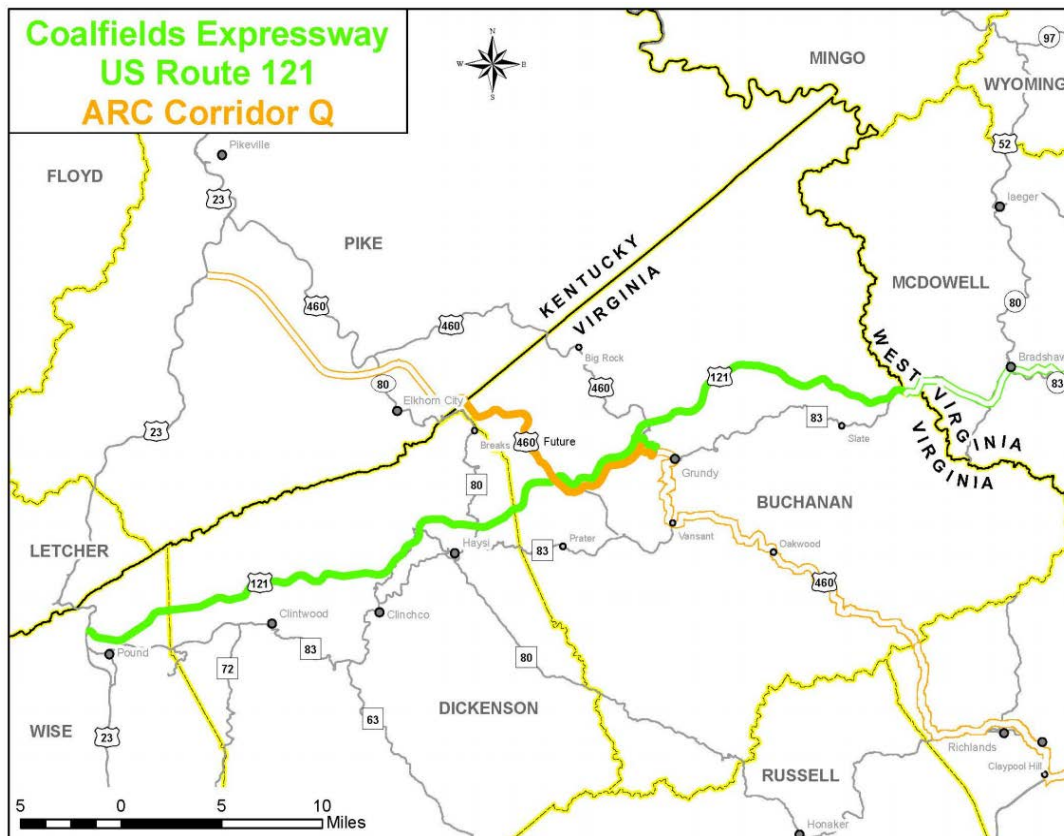 Coalfields Expressway
US Route 121
ARC Corridor Q
N
W
E
S
MINGO
97
WYOMING
52
Pikeville
FLOYD
23
Iaeger
PIKE
KENTUCKY
VIRGINIA
MCDOWELL
460
460
80
Big Rock
Bradshaw
121
460
83
80
Elkhorn City
WEST VIRGINIA
VIRGINIA
23
83
Slate
460
Future
Breaks
Grundy
80
BUCHANAN
Vansant
LETCHER
Haysi
83
Prater
Oakwood
121
460
Clintwood
Clinchco
Pound
83
72
80
63
DICKENSON
WISE
23
Richlands
RUSSELL
Claypool Hill
Honaker
5
0
5
10
Miles